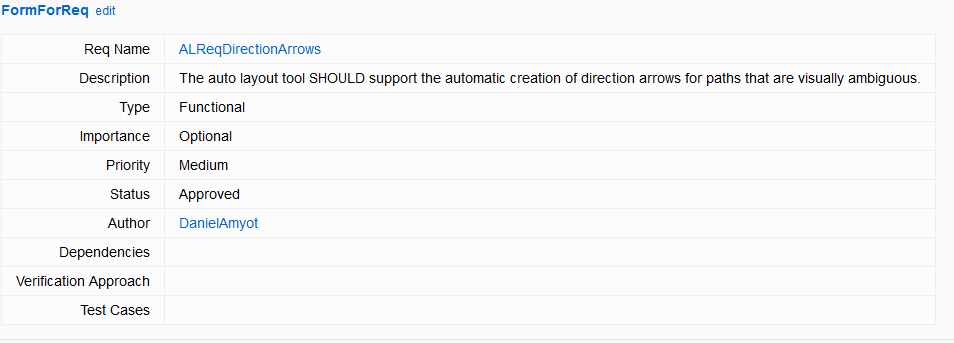 FormForReq edit
Req Name ALReqDirectionArrows
Description The auto layout tool SHOULD support the automatic creation of direction arrows for paths that are visually ambiguous.
Type Functional
Importance Optional
Priority Medium
Status Approved
Author DanielAmyot
Dependencies
Verification Approach
Test Cases